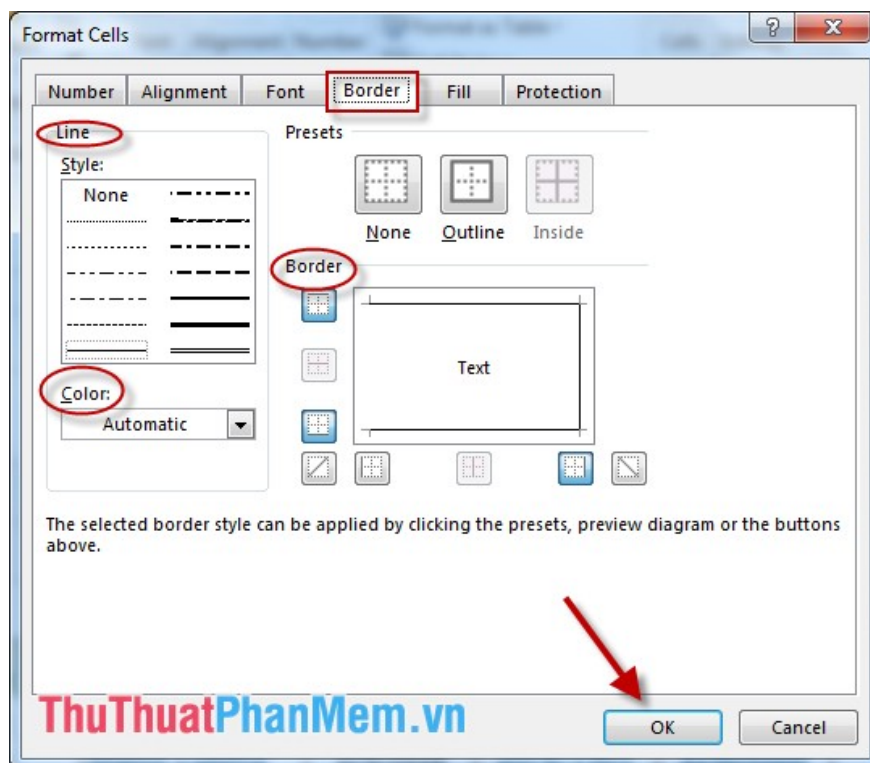 Format Cells
Number Alignment Font Border Fill Protection
Line
Style:
None
Color:
Automatic
Presets
None Outline Inside
Border
Text
The selected border style can be applied by clicking the presets, preview diagram or the buttons
above.
ThuThuatPhanMem.vn
OK Cancel